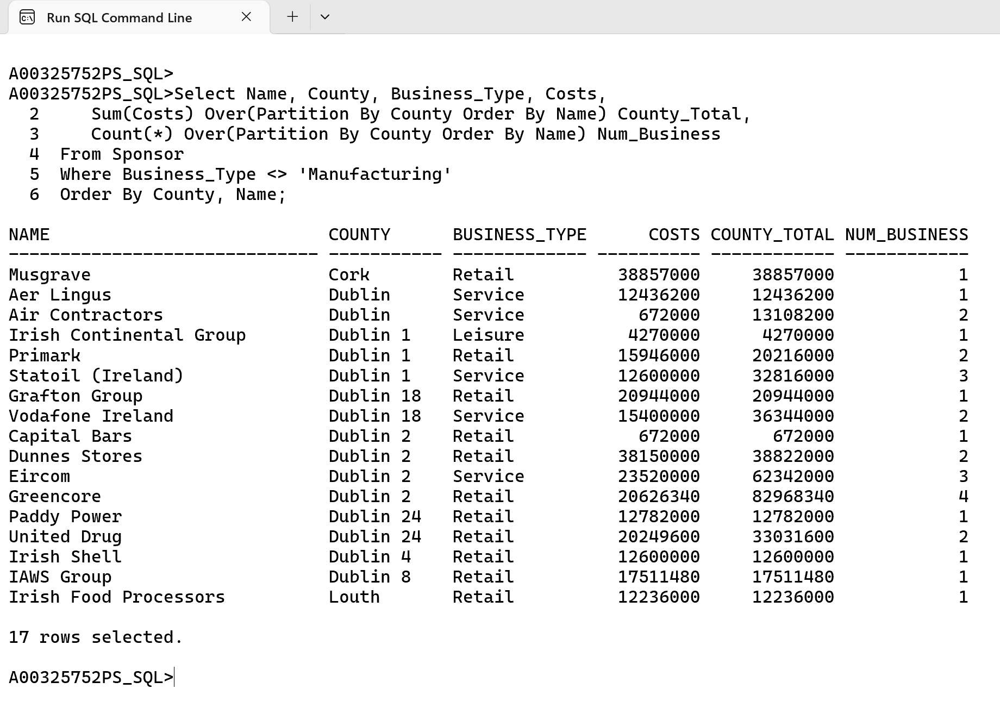 Run SQL Command Line
A00325752PS_SQL>
A00325752PS_SQL>Select Name, County, Business_Type, Costs,
  2     Sum(Costs) Over(Partition By County Order By Name) County_Total,
  3     Count(*) Over(Partition By County Order By Name) Num_Business
  4  From Sponsor
  5  Where Business_Type <> 'Manufacturing'
  6  Order By County, Name;
NAME                           COUNTY      BUSINESS_TYPE      COSTS COUNTY_TOTAL NUM_BUSINESS
------------------------------ ----------- ------------- ---------- ------------ ------------
Musgrave                       Cork        Retail          38857000     38857000            1
Aer Lingus                     Dublin      Service         12436200     12436200            1
Air Contractors                Dublin      Service           672000     13108200            2
Irish Continental Group        Dublin 1    Leisure          4270000      4270000            1
Primark                        Dublin 1    Retail          15946000     20216000            2
Statoil (Ireland)              Dublin 1    Service         12600000     32816000            3
Grafton Group                  Dublin 18   Retail          20944000     20944000            1
Vodafone Ireland               Dublin 18   Service         15400000     36344000            2
Capital Bars                   Dublin 2    Retail            672000       672000            1
Dunnes Stores                  Dublin 2    Retail          38150000     38822000            2
Eircom                         Dublin 2    Service         23520000     62342000            3
Greencore                      Dublin 2    Retail          20626340     82968340            4
Paddy Power                    Dublin 24   Retail          12782000     12782000            1
United Drug                    Dublin 24   Retail          20249600     33031600            2
Irish Shell                    Dublin 4    Retail          12600000     12600000            1
IAWS Group                     Dublin 8    Retail          17511480     17511480            1
Irish Food Processors          Louth       Retail          12236000     12236000            1
17 rows selected.
A00325752PS_SQL>